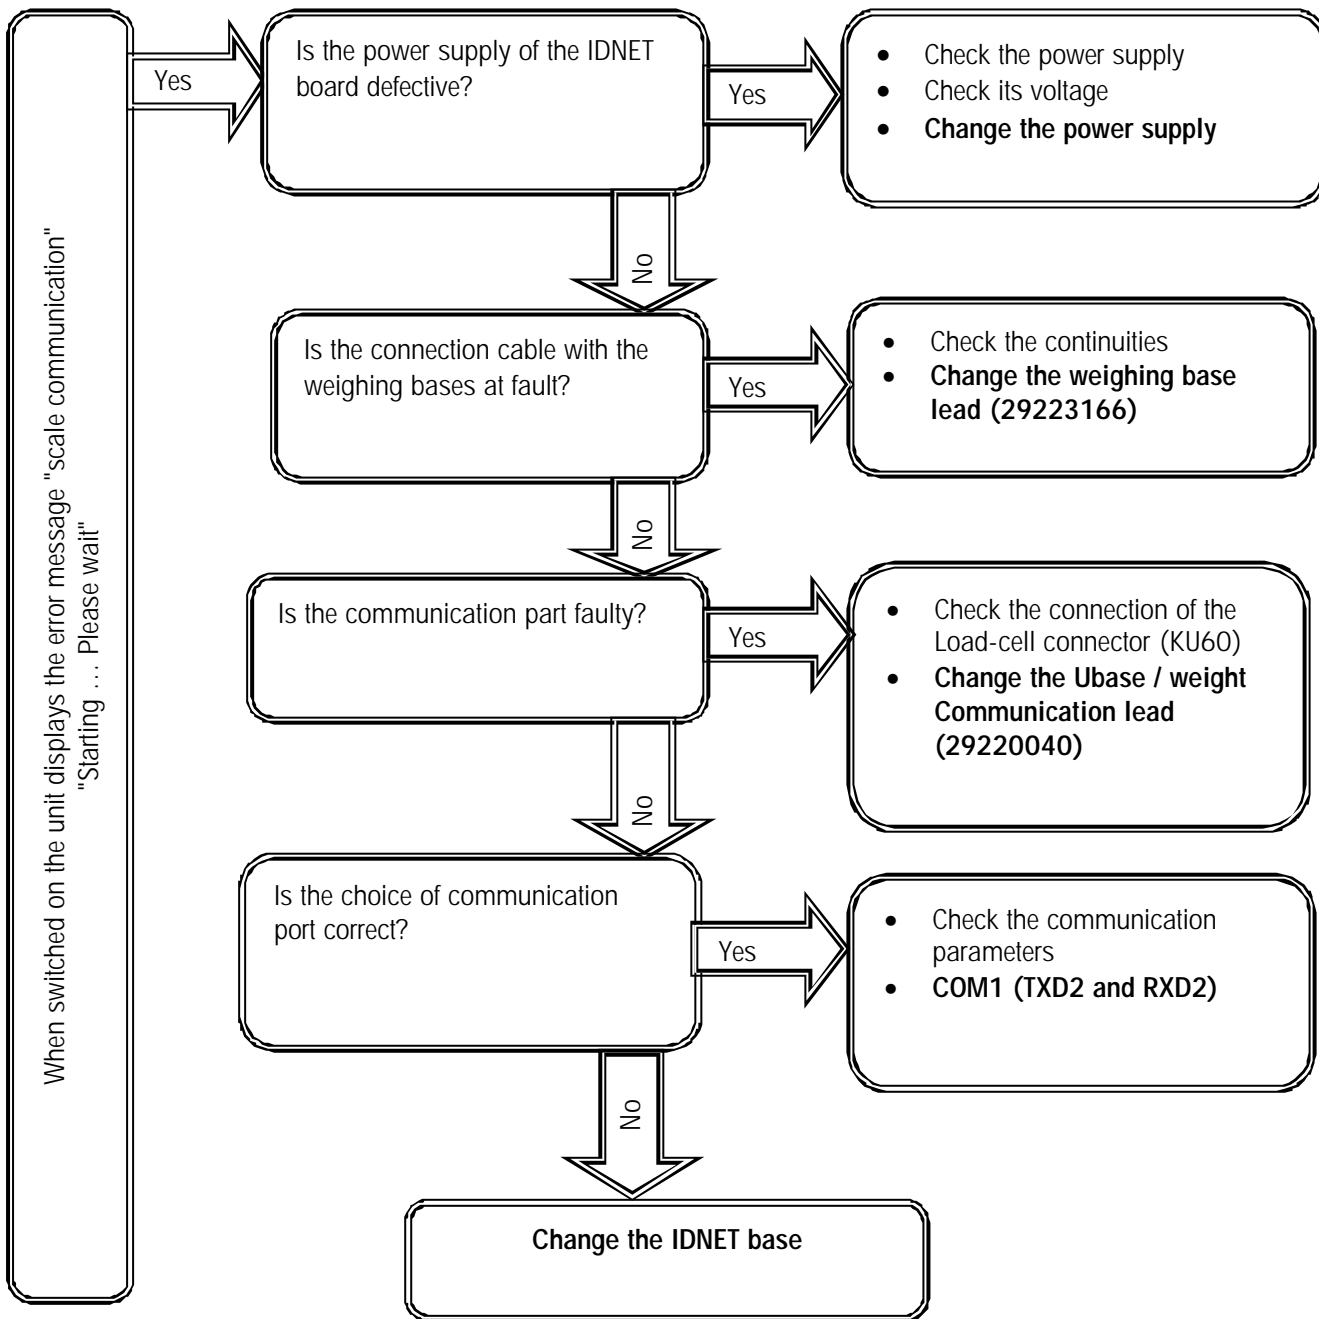 When switched on the unit displays the error message "scale communication"
"Starting … Please wait"
Yes
Is the power supply of the IDNET
board defective?
Yes
• Check the power supply
• Check its voltage
• Change the power supply
No
Is the connection cable with the
weighing bases at fault?
Yes
• Check the continuities
• Change the weighing base
lead (29223166)
No
Is the communication part faulty?
Yes
• Check the connection of the
Load-cell connector (KU60)
• Change the Ubase / weight
Communication lead
(29220040)
No
Is the choice of communication
port correct?
Yes
• Check the communication
parameters
• COM1 (TXD2 and RXD2)
No
Change the IDNET base